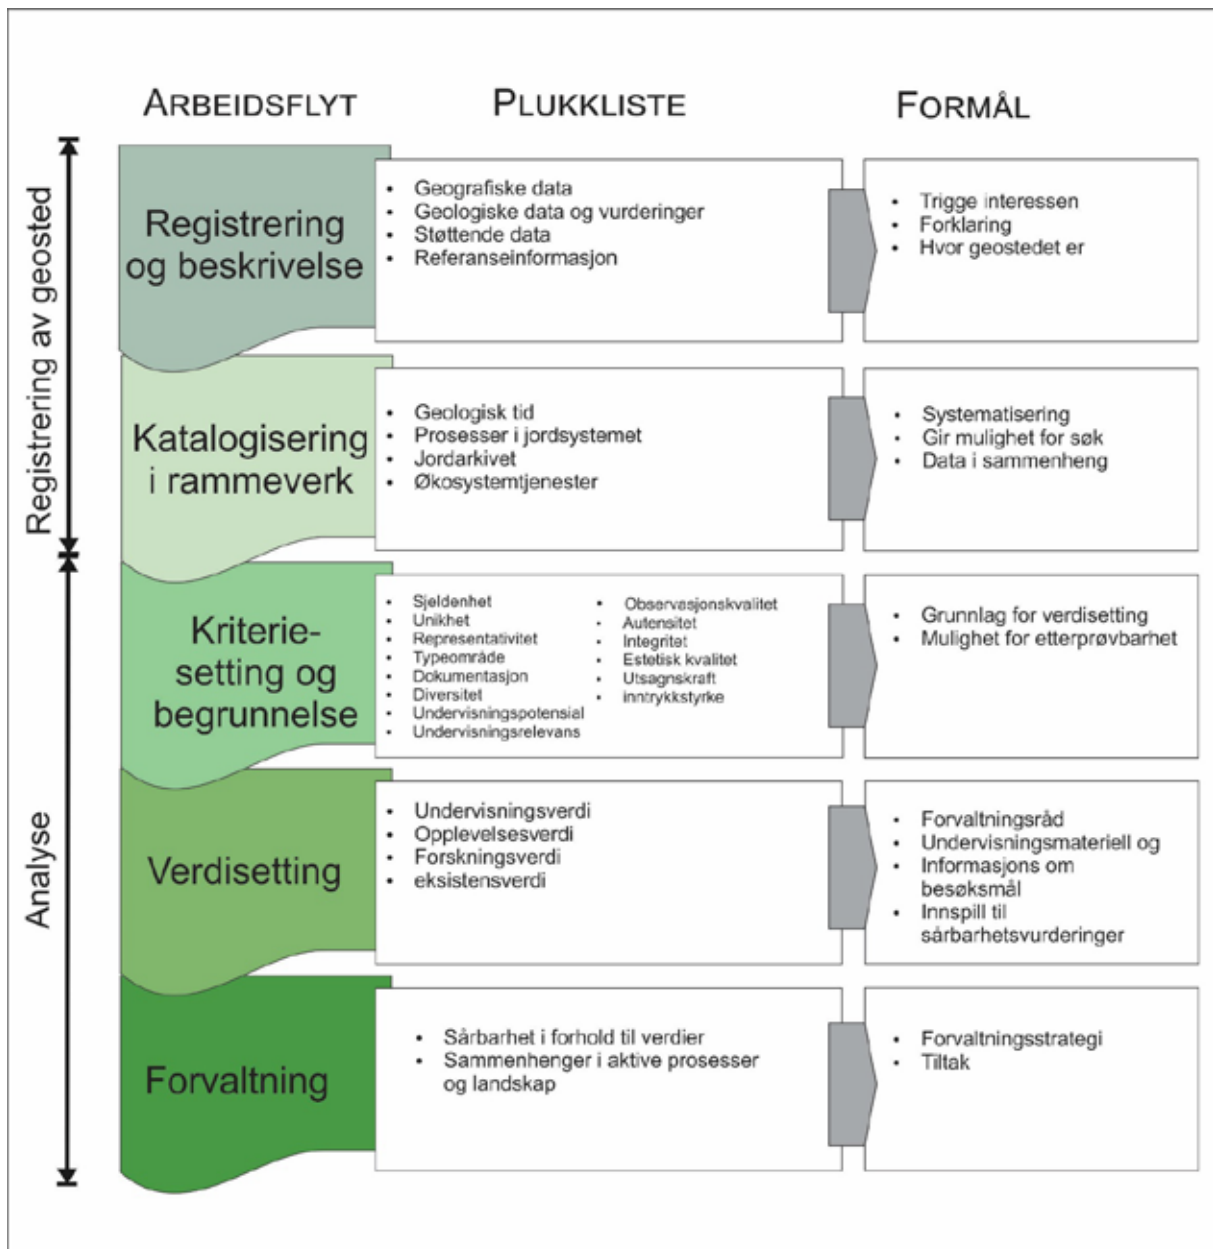 ARBEIDSFLYT
PLUKKLISTE
FORMÅL
Registrering av geosted
Registrering
og beskrivelse
• Geografiske data
• Geologiske data og vurderinger
• Støttende data
• Referanseinformasjon
• Trigge interessen
• Forklaring
• Hvor geostedet er
Katalogisering
i rammeverk
• Geologisk tid
• Prosesser i jordsystemet
• Jordarkivet
• Økosystemtjenester
• Systematisering
• Gir mulighet for søk
• Data i sammenheng
Analyse
Kriterie-
setting og
begrunnelse
• Sjeldenhet
• Unikhet
• Representativitet
• Typeområde
• Dokumentasjon
• Diversitet
• Undervisningspotensial
• Undervisningsrelevans
• Observasjonskvalitet
• Autensitet
• Integritet
• Estetisk kvalitet
• Utsagnskraft
• inntrykkstyrke
• Grunnlag for verdisetting
• Mulighet for etterprøvbarhet
Verdisetting
• Undervisningsverdi
• Opplevelsesverdi
• Forskningsverdi
• eksistensverdi
• Forvaltningsråd
• Undervisningsmateriell og
• Informasjons om
besøksmål
• Innspill til
sårbarhetsvurderinger
Forvaltning
• Sårbarhet i forhold til verdier
• Sammenhenger i aktive prosesser
og landskap
• Forvaltningsstrategi
• Tiltak